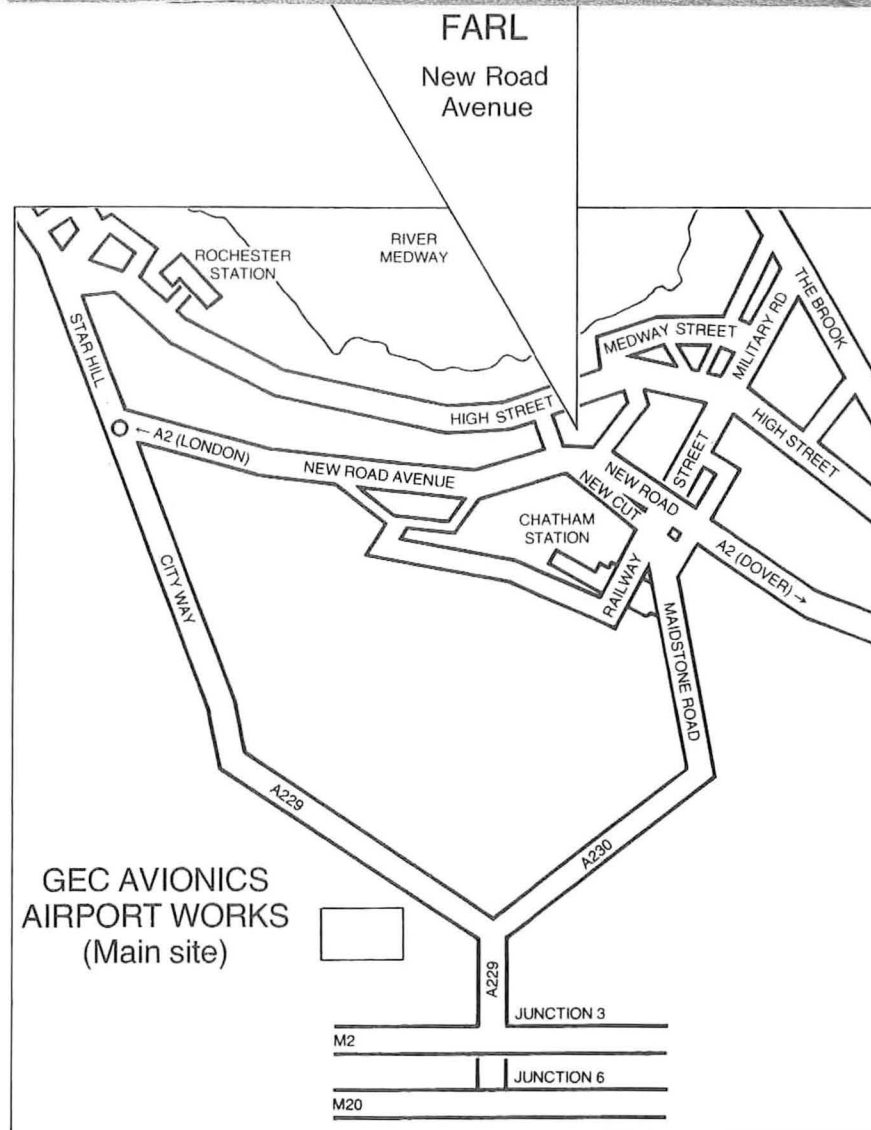 FARL
New Road
Avenue
ROCHESTER
STATION
RIVER
MEDWAY
THE BROOK
STAR HILL
MEDWAY STREET
MILITARY RD
HIGH STREET
HIGH STREET
← A2 (LONDON)
NEW ROAD AVENUE
STREET
NEW ROAD
NEW CUT
CHATHAM
STATION
A2 (DOVER) →
RAILWAY
CITY WAY
MAIDSTONE ROAD
A229
A230
GEC AVIONICS
AIRPORT WORKS
(Main site)
A229
JUNCTION 3
M2
JUNCTION 6
M20